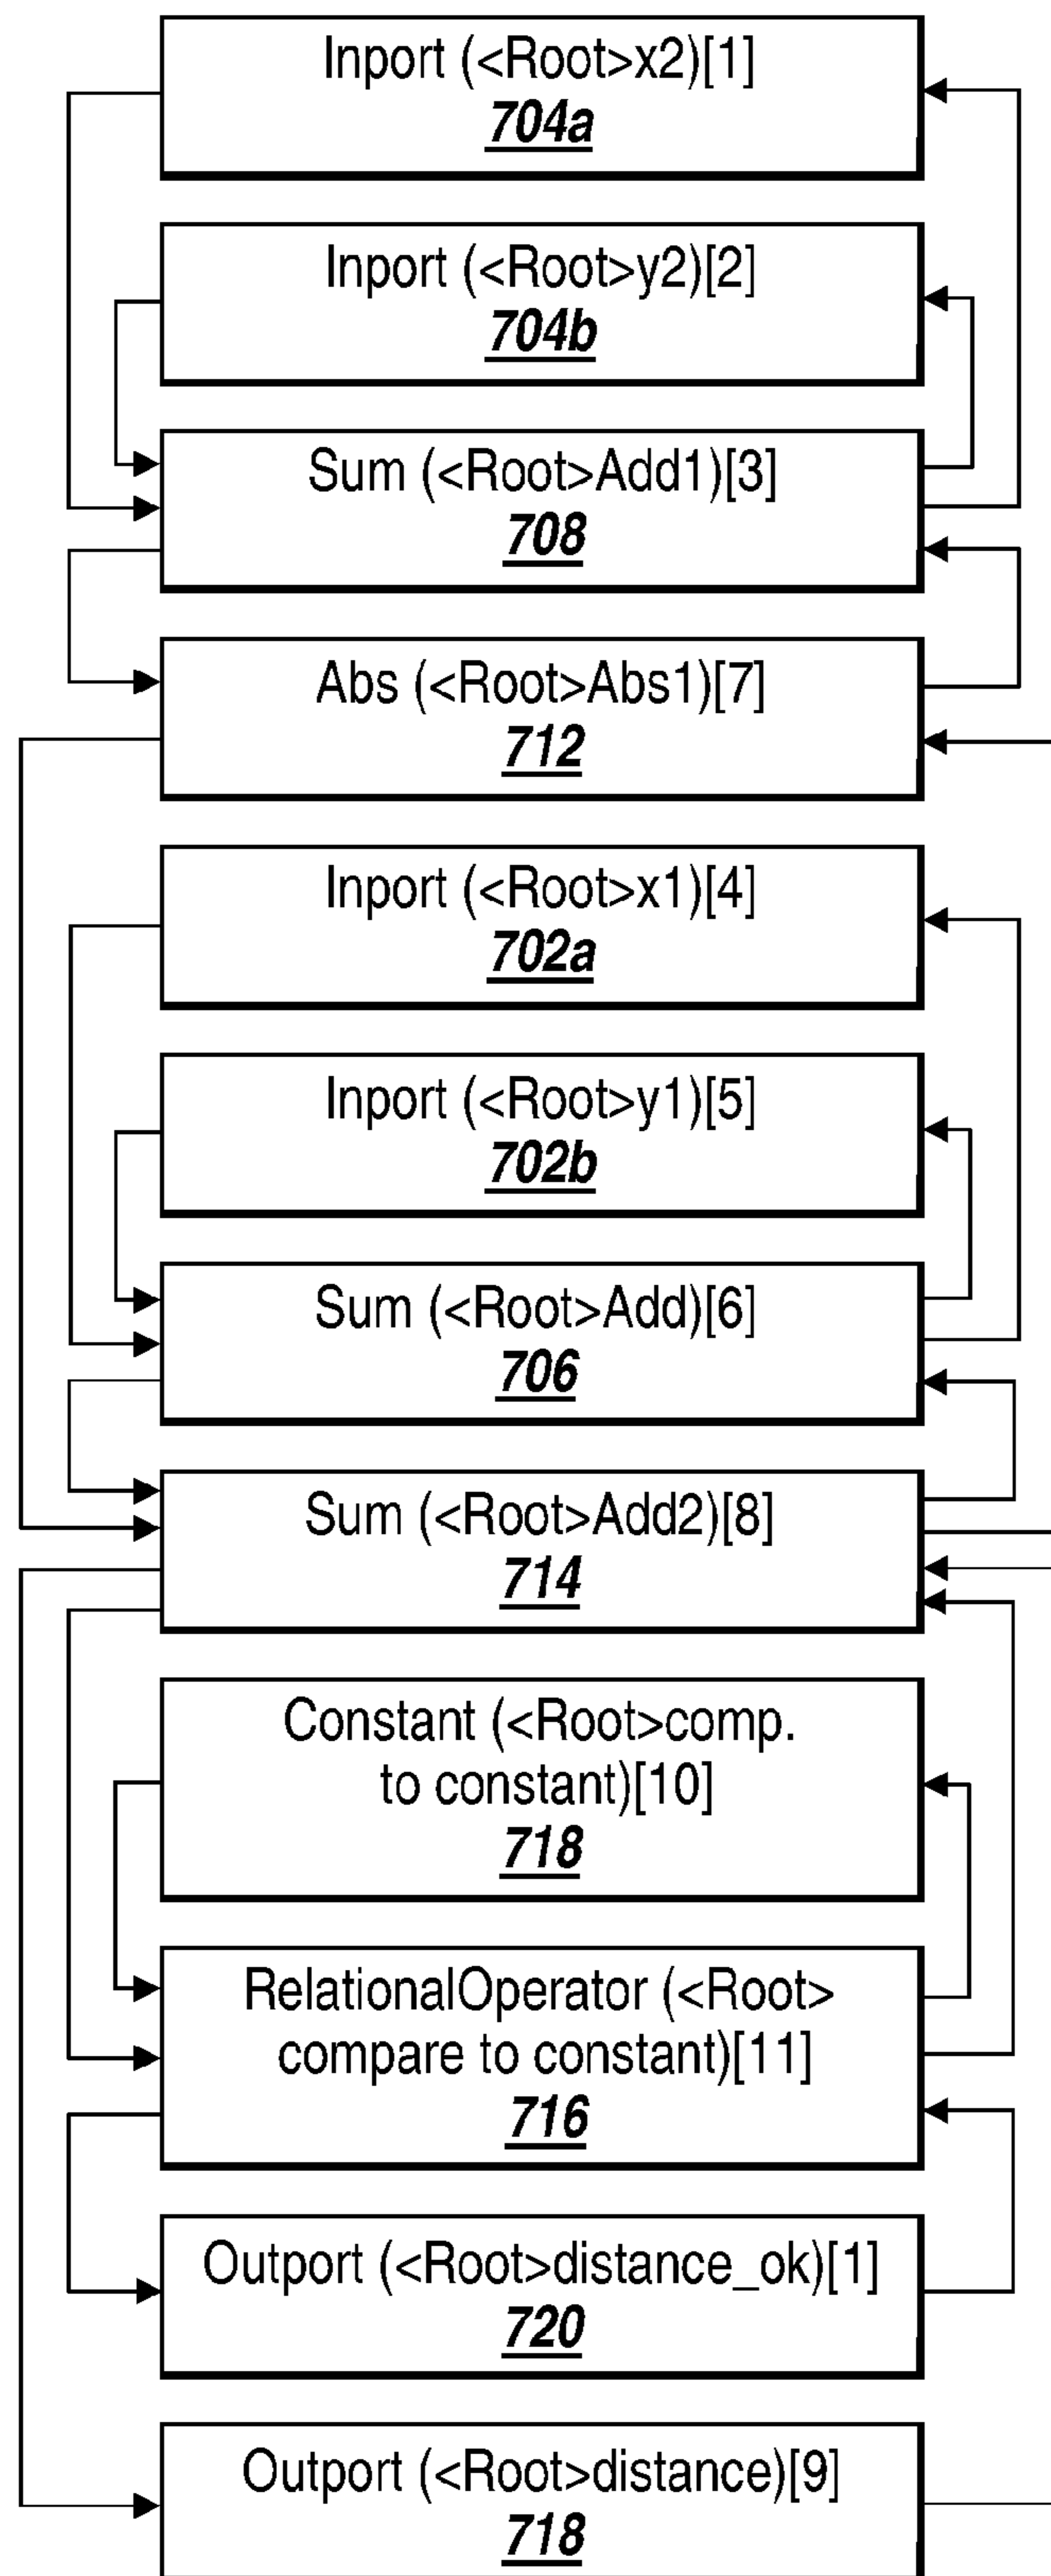 Inport (<Root>x2)[1]
704a
Inport (<Root>y2)[2]
704b
Sum (<Root>Add1)[3]
708
Abs (<Root>Abs1)[7]
712
Inport (<Root>x1)[4]
702a
Inport (<Root>y1)[5]
702b
Sum (<Root>Add)[6]
706
Sum (<Root>Add2)[8]
714
Constant (<Root>comp.
to constant)[10]
718
RelationalOperator (<Root>
compare to constant)[11]
716
Outport (<Root>distance_ok)[1]
720
Outport (<Root>distance)[9]
718